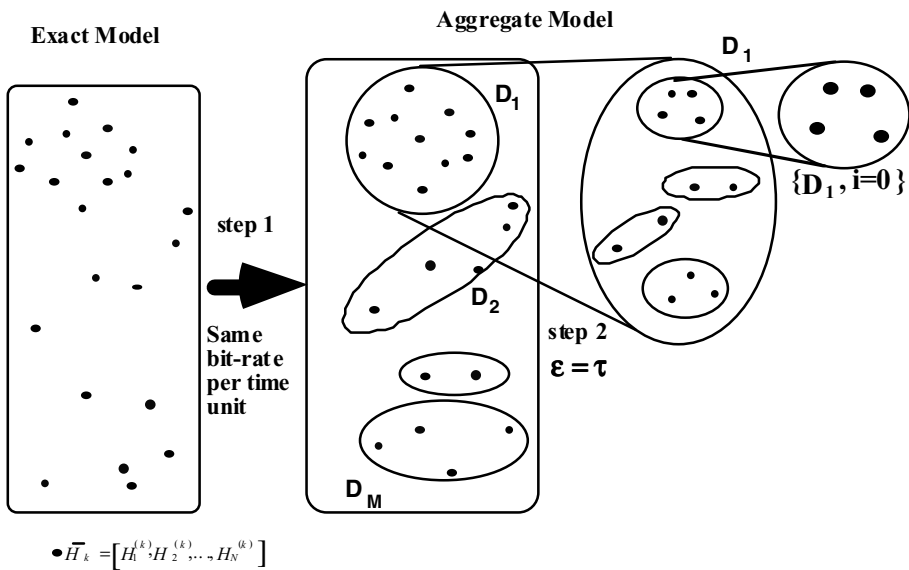 Exact Model
Aggregate Model
D1
D1
{D1, i=0}
step 1
Same
bit-rate
per time
unit
D2
step 2
ε = τ
DM
H̄k = [H1(k), H2(k), ..., HN(k)]